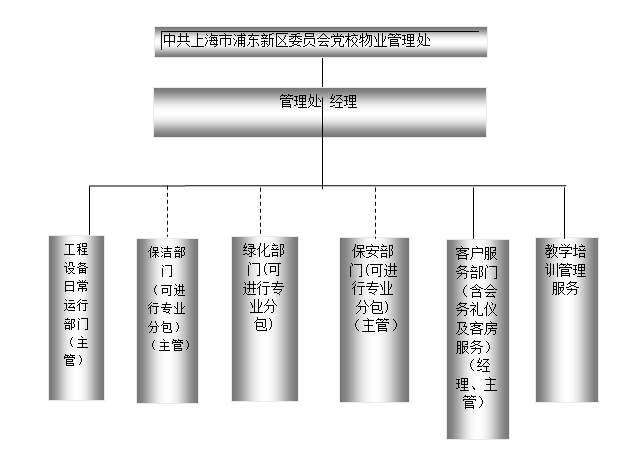 中共上海市浦东新区委员会党校物业管理处
管理处 经理
工程
设备
日常
运行
部门
（主
管）
保洁部
门
（可进
行专业
分包）
（主管）
绿化部
门(可
进行专
业分
包)
保安部
门(可进
行专业
分包)
（主管）
客户服
务部门
（含会
务礼仪
及客房
服务）
（经
理、主
管）
教学培
训管理
服务